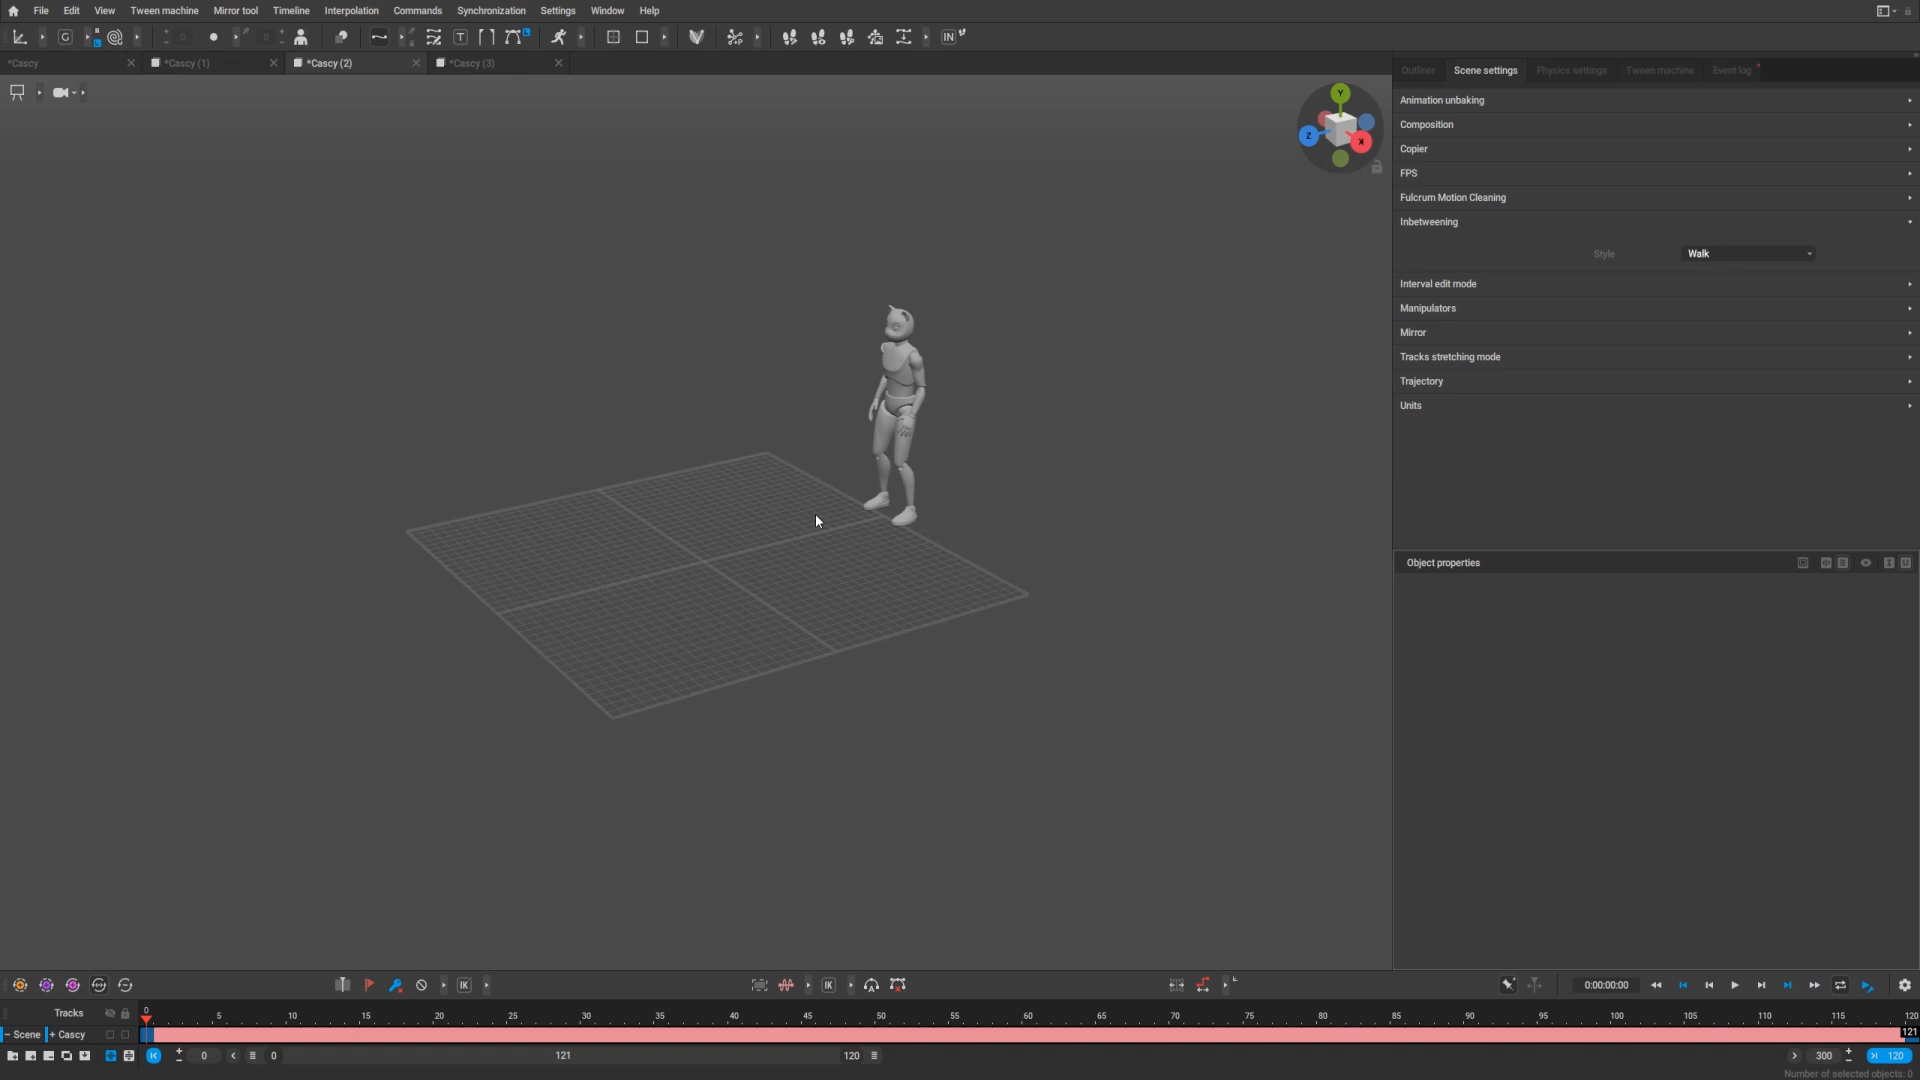 File Edit View Tween machine Mirror tool Timeline Interpolation Commands Synchronization Settings Window Help
G R L T L IN
*Cascy *Cascy (1) *Cascy (2) *Cascy (3)
Outliner Scene settings Physics settings Tween machine Event log
Y
Z X
Animation unbaking
Composition
Copier
FPS
Fulcrum Motion Cleaning
Inbetweening
Style Walk
Interval edit mode
Manipulators
Mirror
Tracks stretching mode
Trajectory
Units
Object properties
IK IK 0:00:00:00
Tracks 0 5 10 15 20 25 30 35 40 45 50 55 60 65 70 75 80 85 90 95 100 105 110 115 120
Scene Cascy 121
0 0 121 120 300 120
Number of selected objects: 0